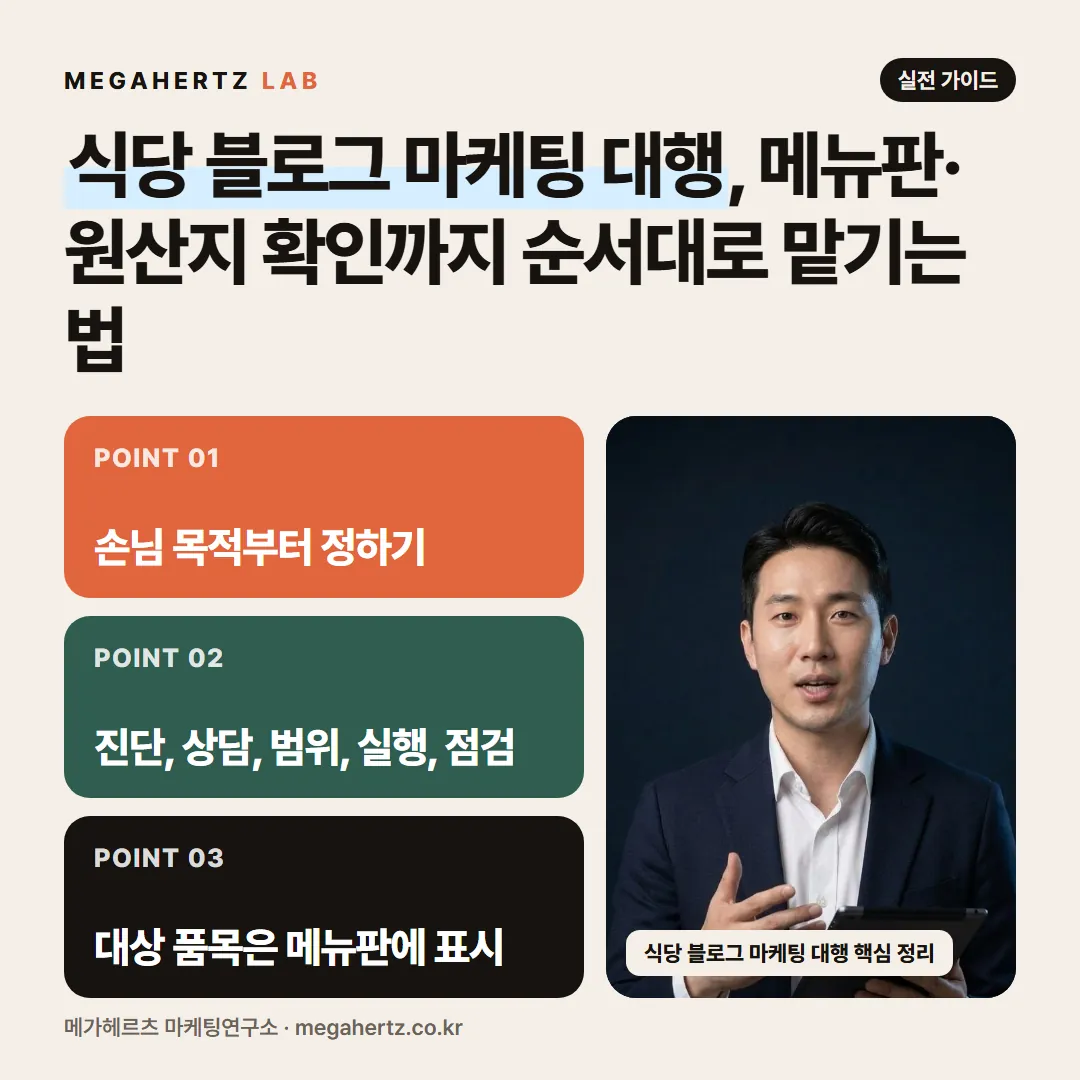 MEGAHERTZ LAB
실전 가이드
식당 블로그 마케팅 대행, 메뉴판·
원산지 확인까지 순서대로 맡기는
법
POINT 01
손님 목적부터 정하기
POINT 02
진단, 상담, 범위, 실행, 점검
POINT 03
대상 품목은 메뉴판에 표시
식당 블로그 마케팅 대행 핵심 정리
메가헤르츠 마케팅연구소 · megahertz.co.kr